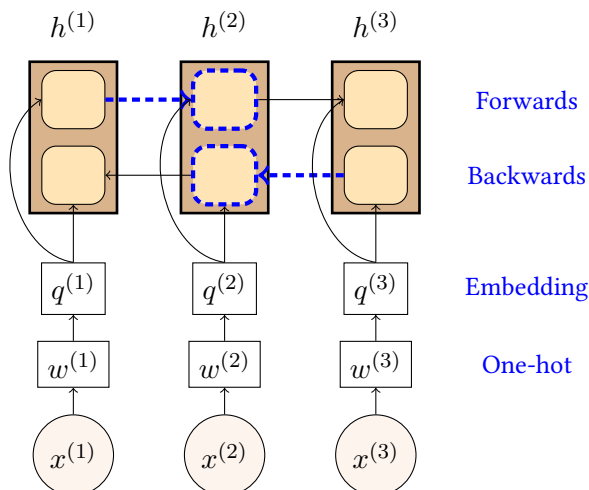 h^{(1)} h^{(2)} h^{(3)}
Forwards
Backwards
q^{(1)} q^{(2)} q^{(3)} Embedding
w^{(1)} w^{(2)} w^{(3)} One-hot
x^{(1)} x^{(2)} x^{(3)}